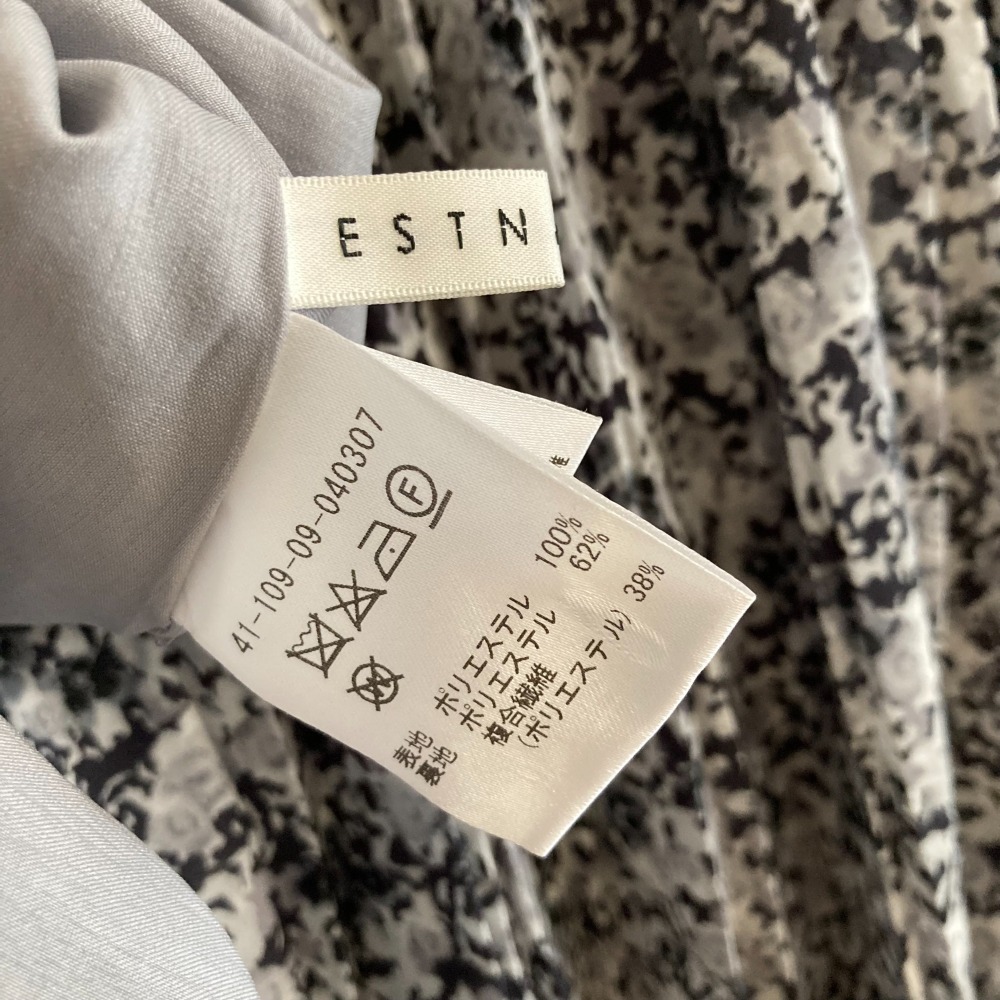 ESTN
41-109-09-040307
F
W
表地 ポリエステル 100%
裏地 ポリエステル 62%
複合繊維
(ポリエステル) 38%
維